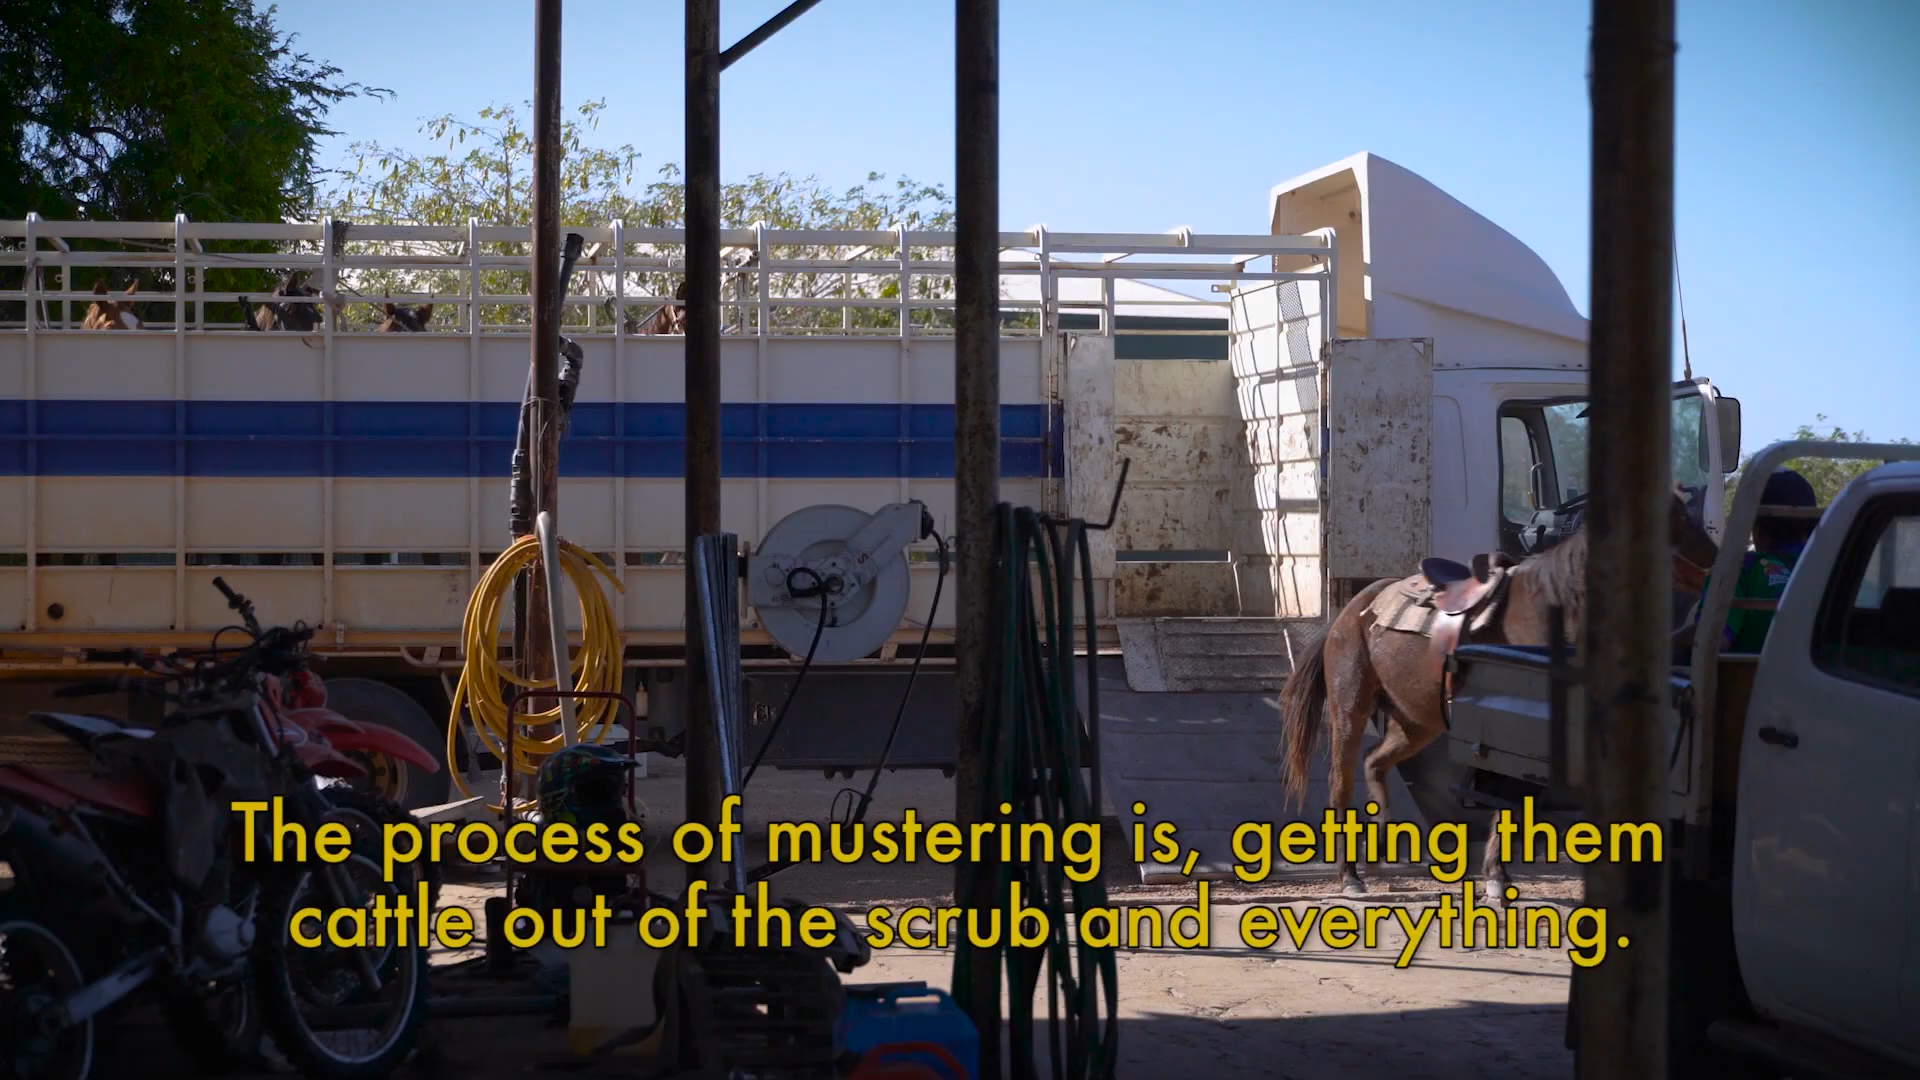 The process of mustering is, getting them
cattle out of the scrub and everything.